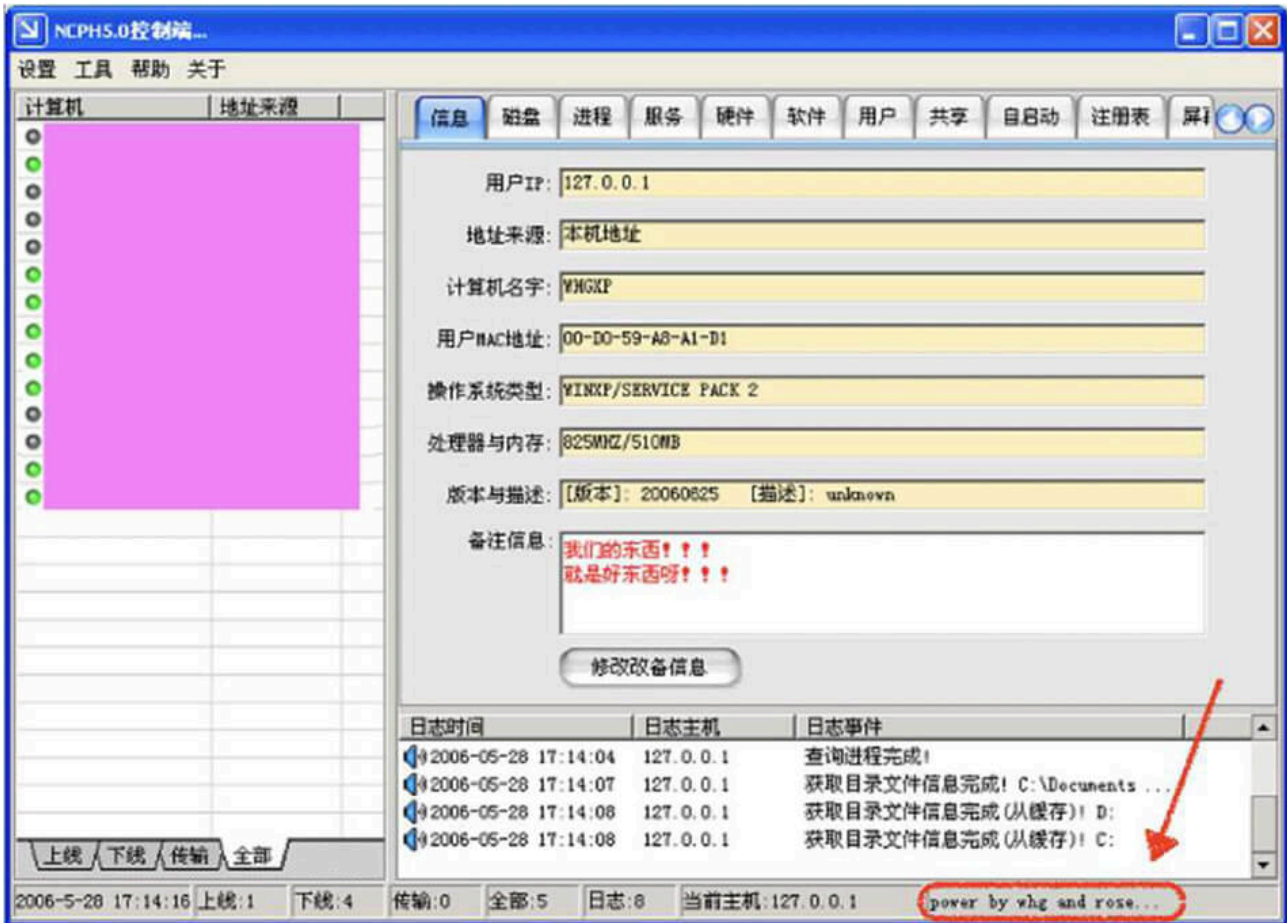 NCPH5.0控制端...
设置 工具 帮助 关于
计算机 地址来源
信息 磁盘 进程 服务 硬件 软件 用户 共享 自启动 注册表
用户IP: 127.0.0.1
地址来源: 本机地址
计算机名字: WHGXP
用户MAC地址: 00-D0-59-A8-A1-D1
操作系统类型: WINXP/SERVICE PACK 2
处理器与内存: 825MHZ/510MB
版本与描述: [版本]: 20060625 [描述]: unknown
备注信息: 我们的东西!!!
就是好东西呀!!!
修改改备信息
日志时间 日志主机 日志事件
2006-05-28 17:14:04 127.0.0.1 查询进程完成!
2006-05-28 17:14:07 127.0.0.1 获取目录文件信息完成! C:\Documents ...
2006-05-28 17:14:08 127.0.0.1 获取目录文件信息完成(从缓存)! D:
2006-05-28 17:14:08 127.0.0.1 获取目录文件信息完成(从缓存)! C:
上线 下线 传输 全部
2006-5-28 17:14:16 上线:1 下线:4 传输:0 全部:5 日志:8 当前主机:127.0.0.1 power by whg and rose...